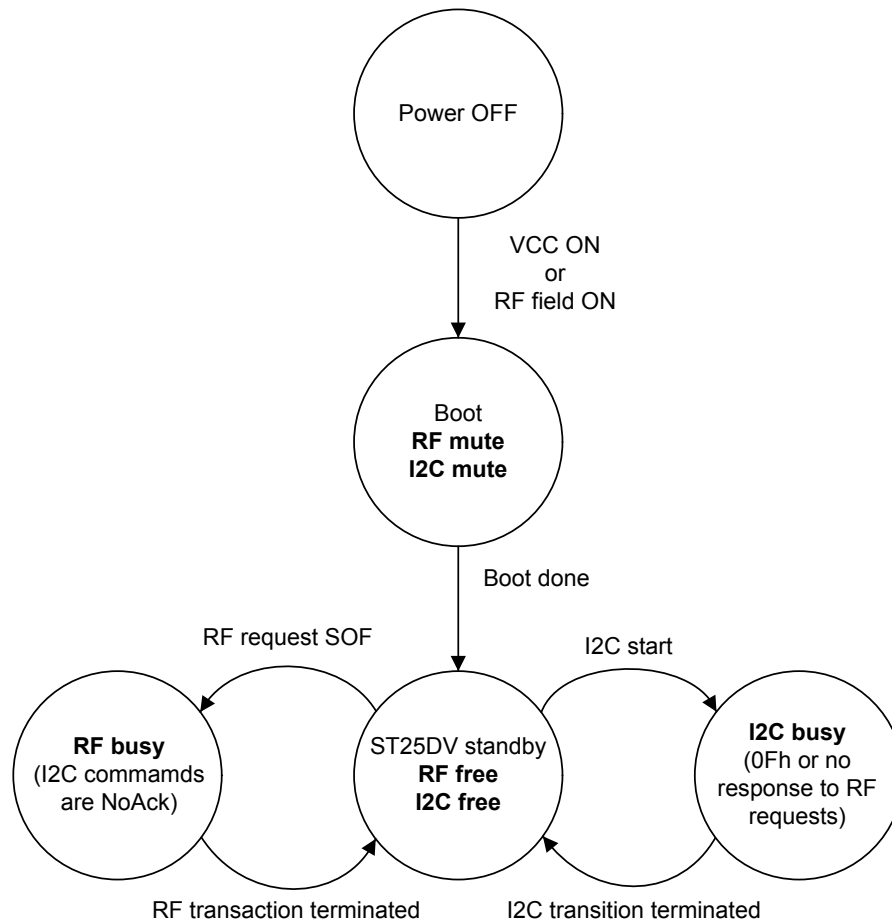 Power OFF
VCC ON
or
RF field ON
Boot
RF mute
I2C mute
Boot done
RF request SOF
I2C start
RF busy
(I2C commamds
are NoAck)
ST25DV standby
RF free
I2C free
I2C busy
(0Fh or no
response to RF
requests)
RF transaction terminated
I2C transition terminated